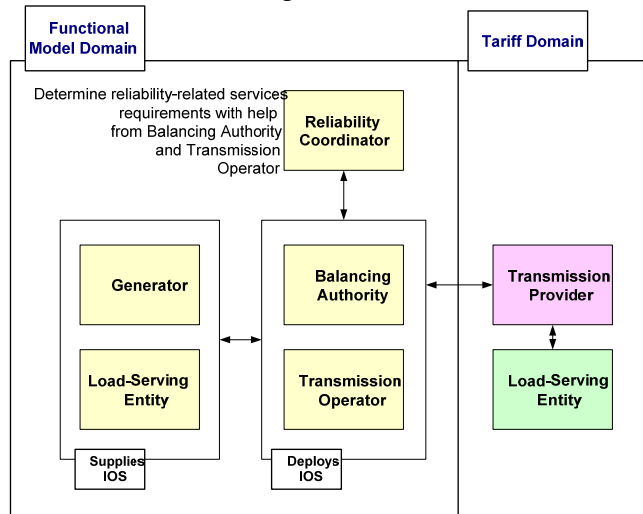 Functional
Model Domain
Tariff Domain
Determine reliability-related services
requirements with help
from Balancing Authority
and Transmission
Operator
Reliability
Coordinator
Generator
Balancing
Authority
Transmission
Provider
Load-Serving
Entity
Transmission
Operator
Load-Serving
Entity
Supplies
IOS
Deploys
IOS